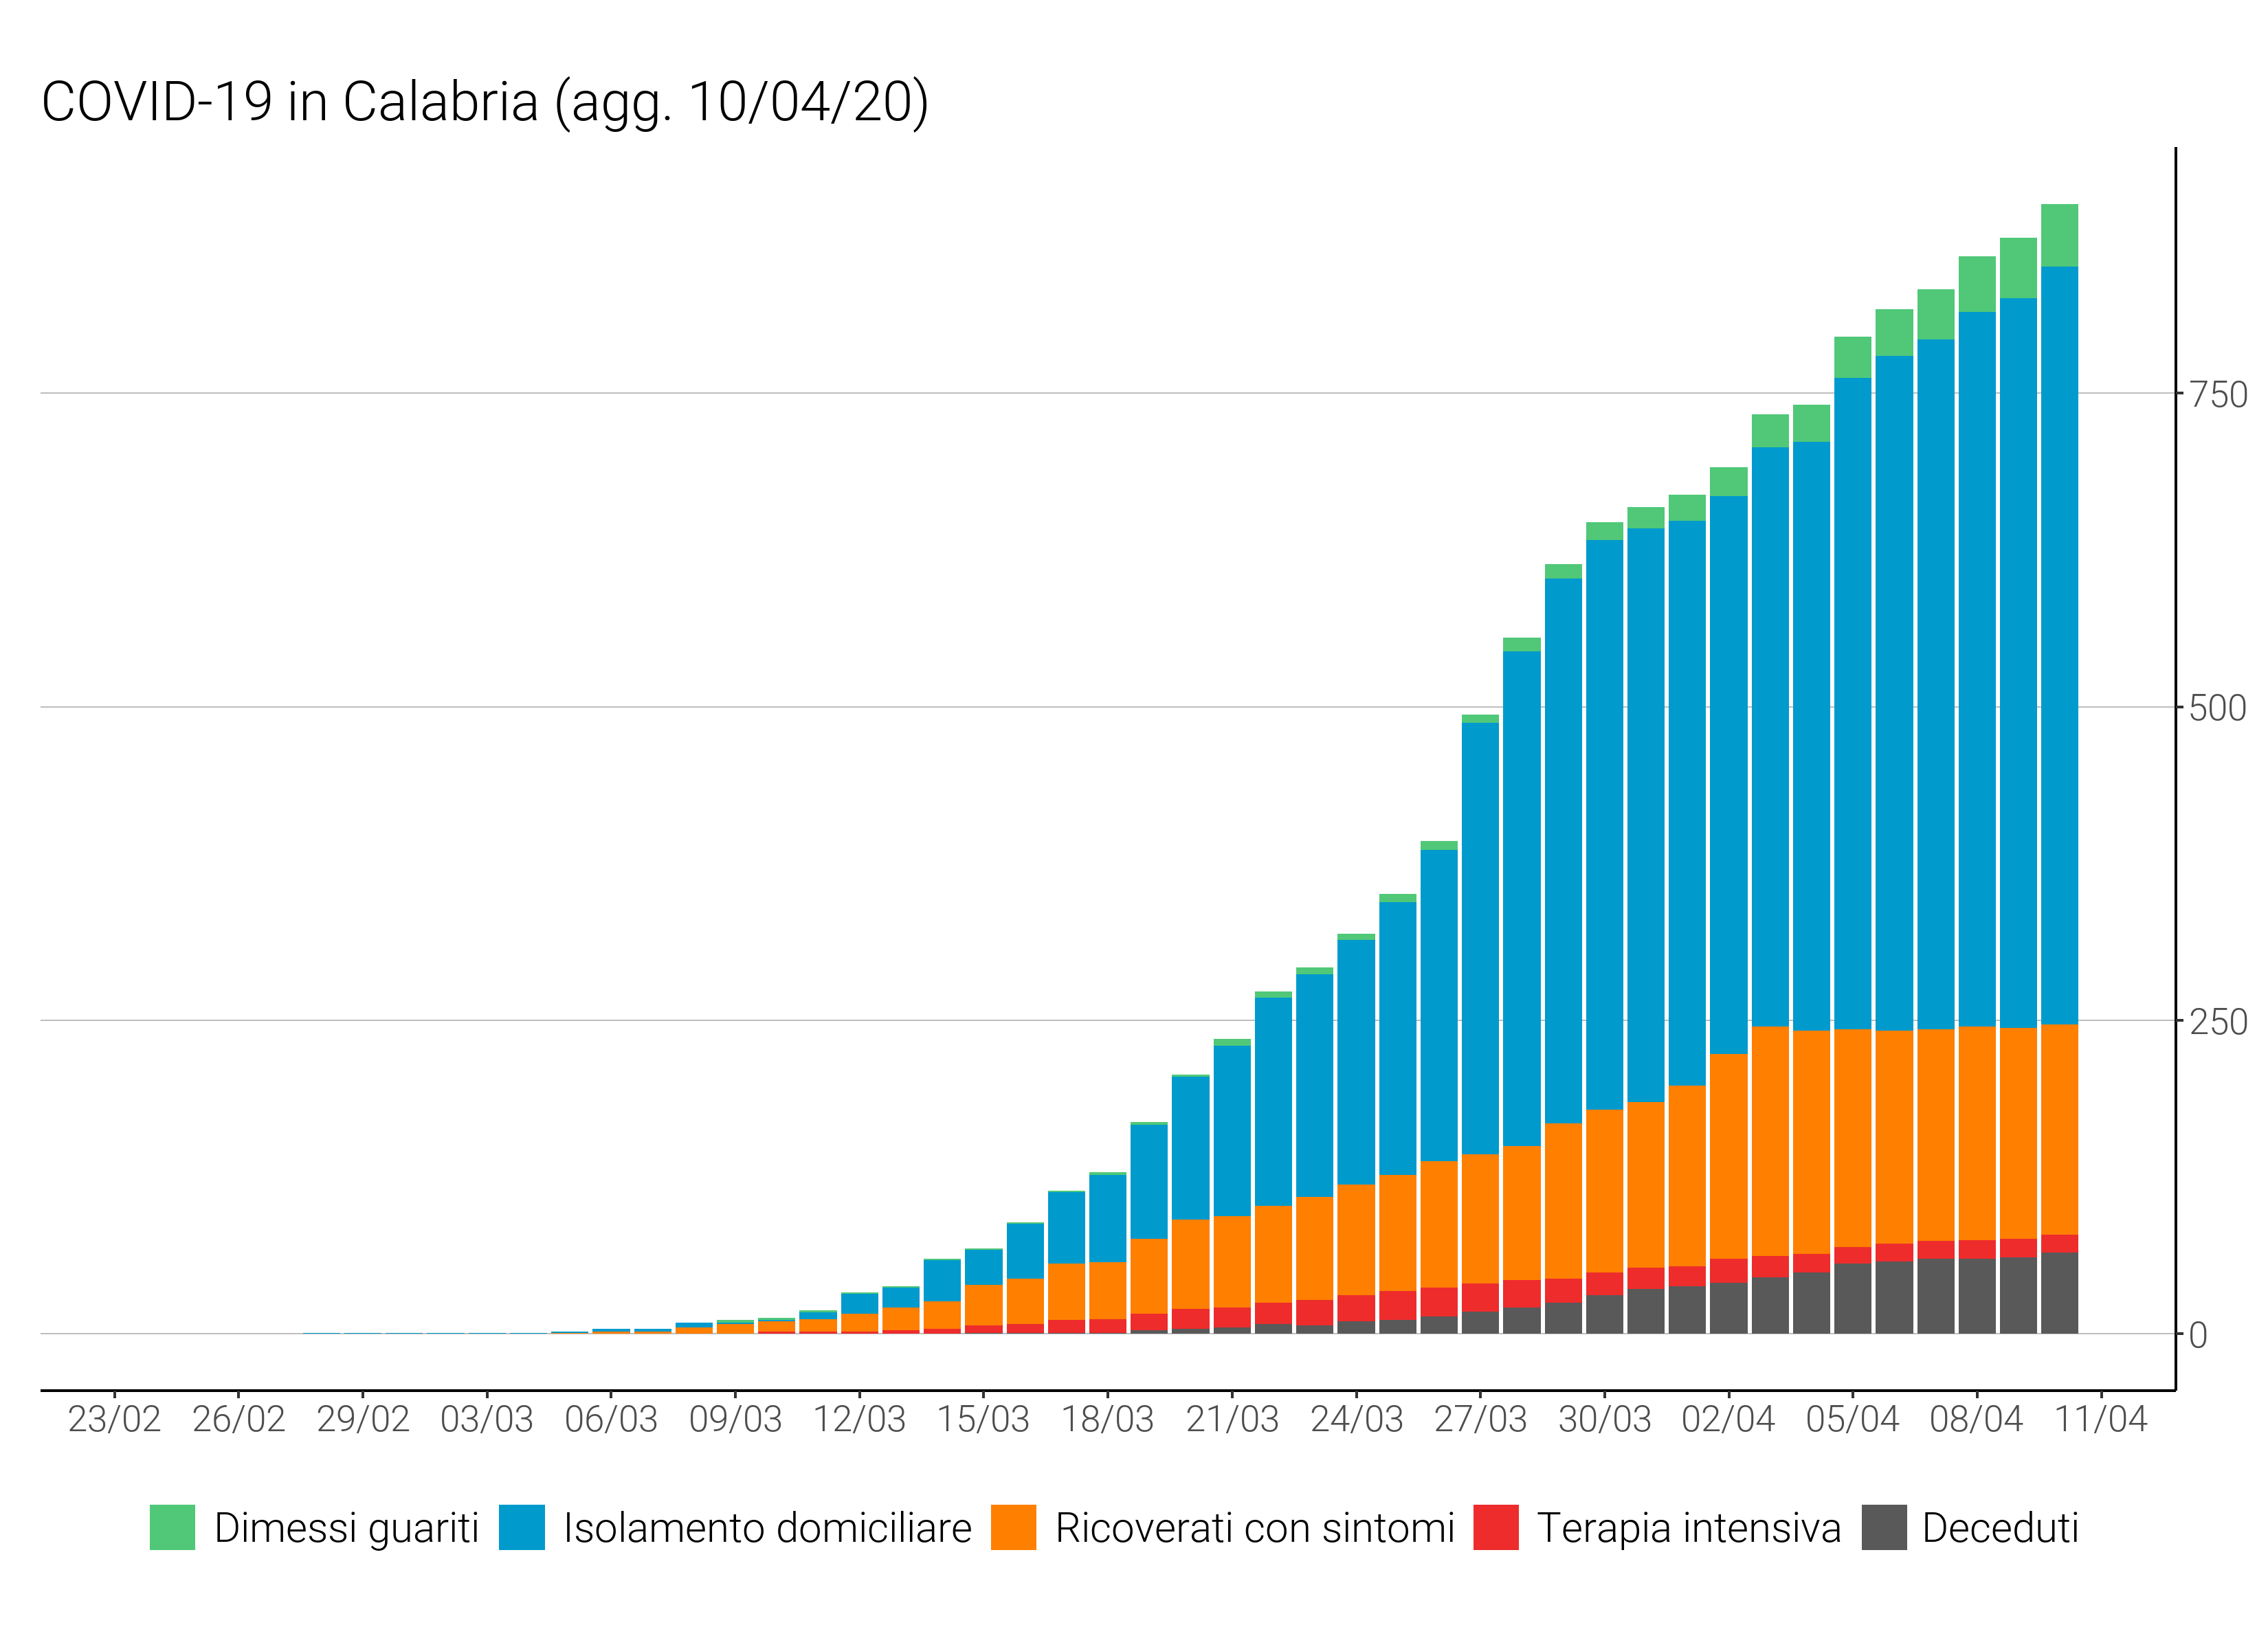 COVID-19 in Calabria (agg. 10/04/20)
750
500
250
0
23/02 26/02 29/02 03/03 06/03 09/03 12/03 15/03 18/03 21/03 24/03 27/03 30/03 02/04 05/04 08/04 11/04
Dimessi guariti Isolamento domiciliare Ricoverati con sintomi Terapia intensiva Deceduti